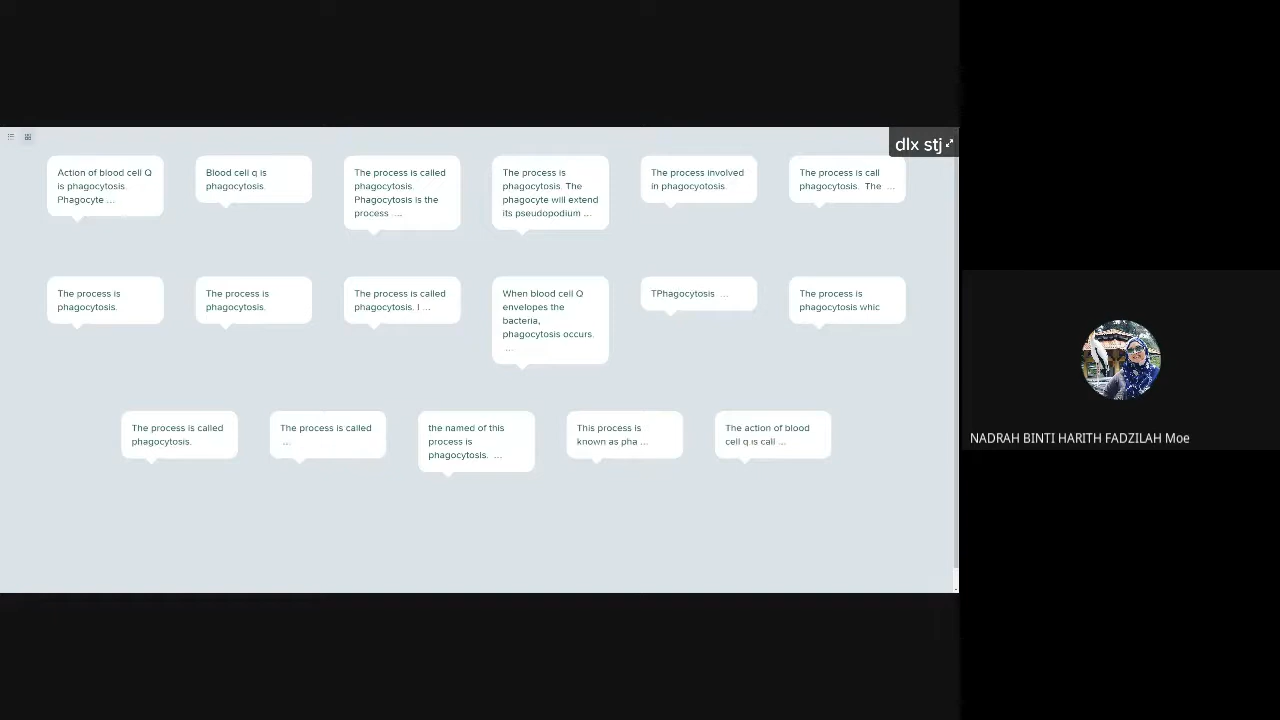 dlx stj
Action of blood cell Q
is phagocytosis.
Phagocyte ...
Blood cell q is
phagocytosis.
The process is called
phagocytosis.
Phagocytosis is the
process ....
The process is
phagocytosis. The
phagocyte will extend
its pseudopodium ...
The process involved
in phagocyotosis.
The process is call
phagocytosis. The ...
The process is
phagocytosis.
The process is
phagocytosis.
The process is called
phagocytosis. I ...
When blood cell Q
envelopes the
bacteria,
phagocytosis occurs.
...
TPhagocytosis ...
The process is
phagocytosis whic
The process is called
phagocytosis.
The process is called
...
the named of this
process is
phagocytosis. ...
This process is
known as pha ...
The action of blood
cell q is call ...
NADRAH BINTI HARITH FADZILAH Moe